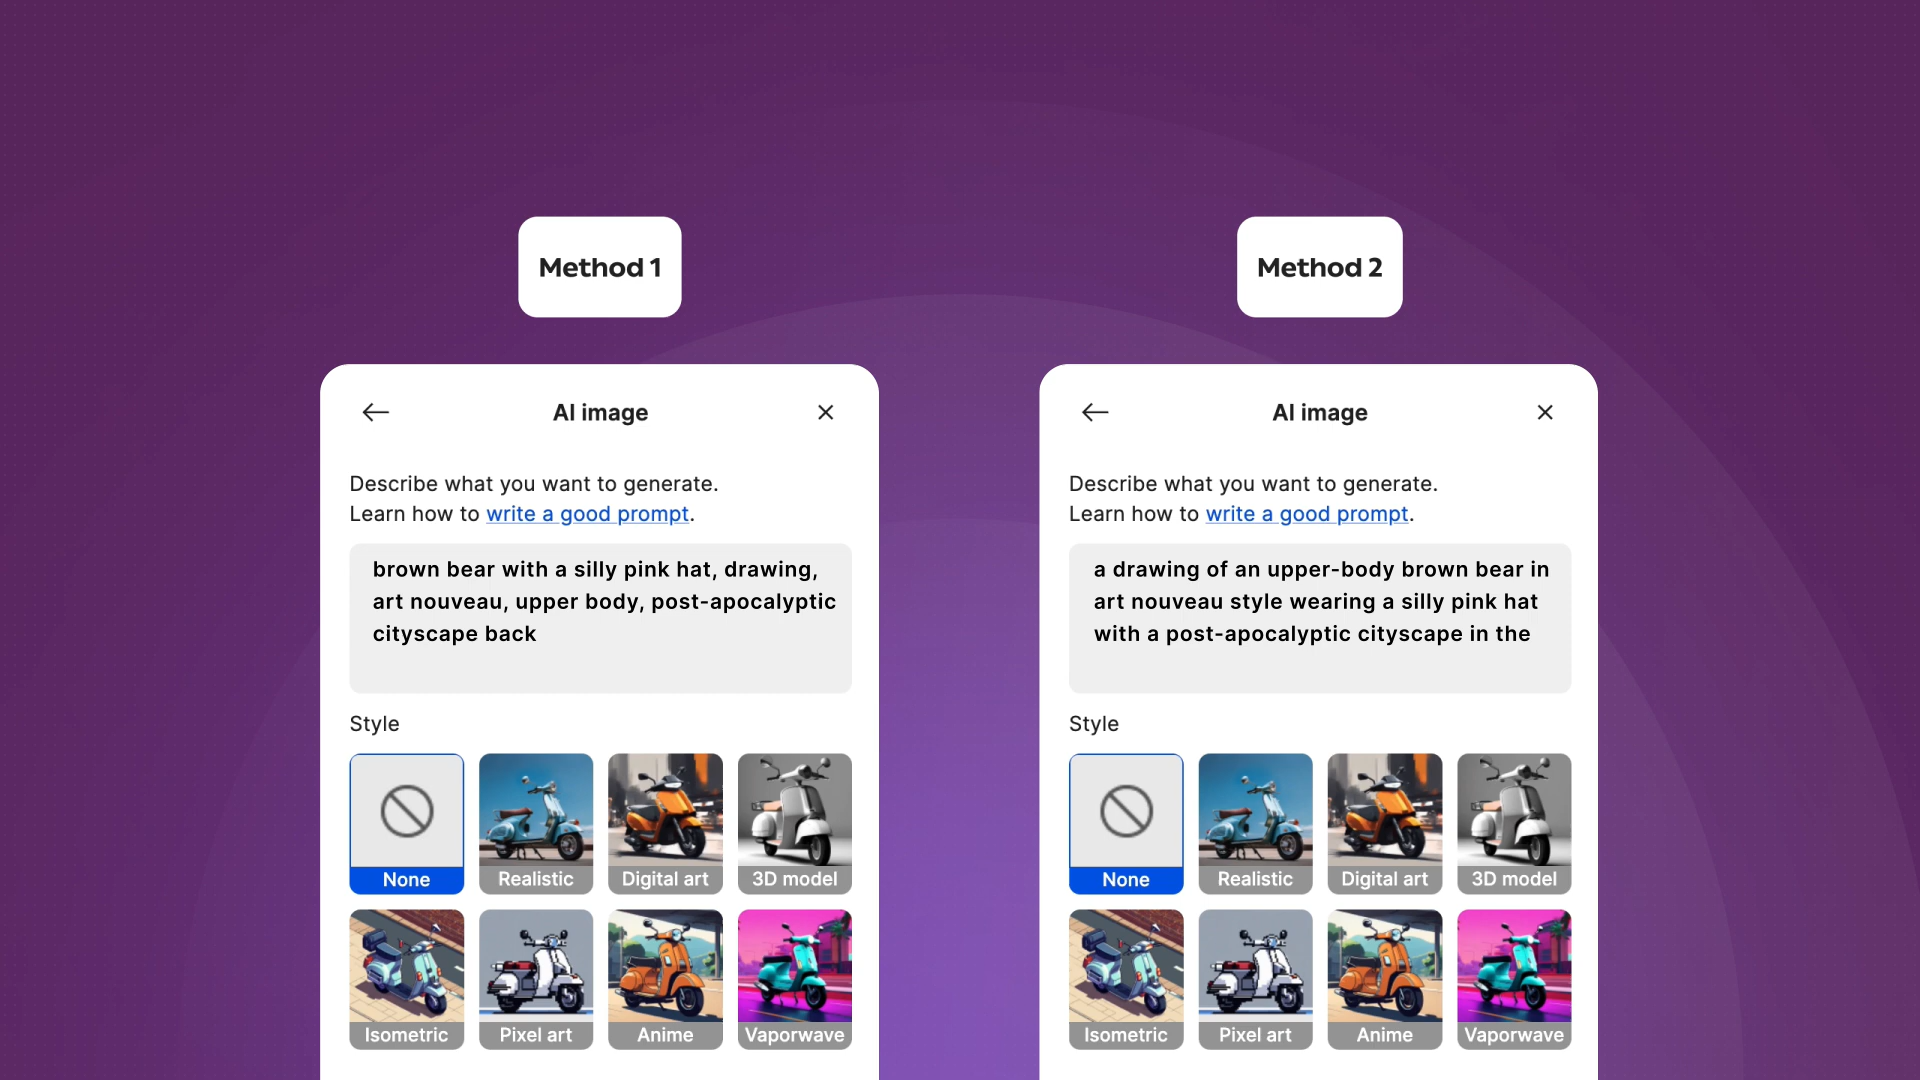 Method 1
AI image
Describe what you want to generate.
Learn how to write a good prompt.
brown bear with a silly pink hat, drawing,
art nouveau, upper body, post-apocalyptic
cityscape back
Style
None
Realistic
Digital art
3D model
Isometric
Pixel art
Anime
Vaporwave
Method 2
AI image
Describe what you want to generate.
Learn how to write a good prompt.
a drawing of an upper-body brown bear in
art nouveau style wearing a silly pink hat
with a post-apocalyptic cityscape in the
Style
None
Realistic
Digital art
3D model
Isometric
Pixel art
Anime
Vaporwave